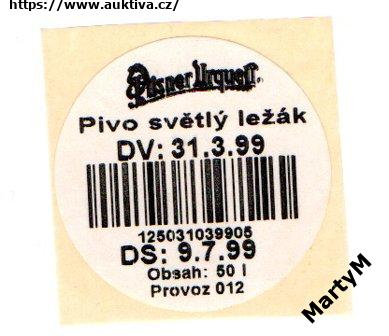 https://www.auktiva.cz/
Pilsner Urquell
Pivo světlý ležák
DV: 31.3.99
125031039905
DS: 9.7.99
Obsah: 50 l
Provoz 012
MartyM